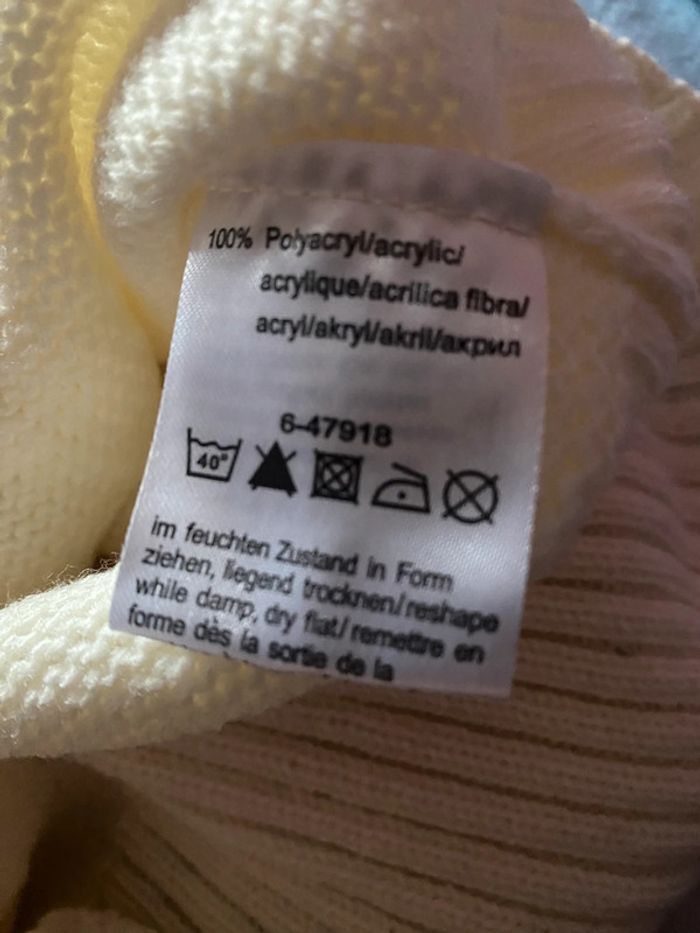 100% Polyacryl/acrylic/
acrylique/acrilica fibra/
acryl/akryl/akril/акрил
6-47918
40°
im feuchten Zustand in Form
ziehen, liegend trocknen/reshape
while damp, dry flat/remettre en
forme dès la sortie de la